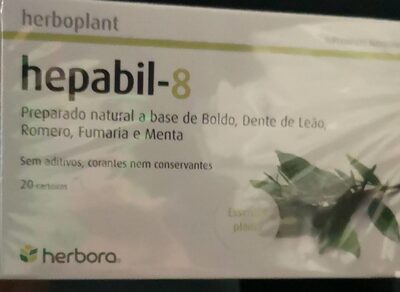 herboplant
hepabil-8
Preparado natural a base de Boldo, Dente de Leão,
Romero, Fumaria e Menta
Sem aditivos, corantes nem conservantes
20
herbora